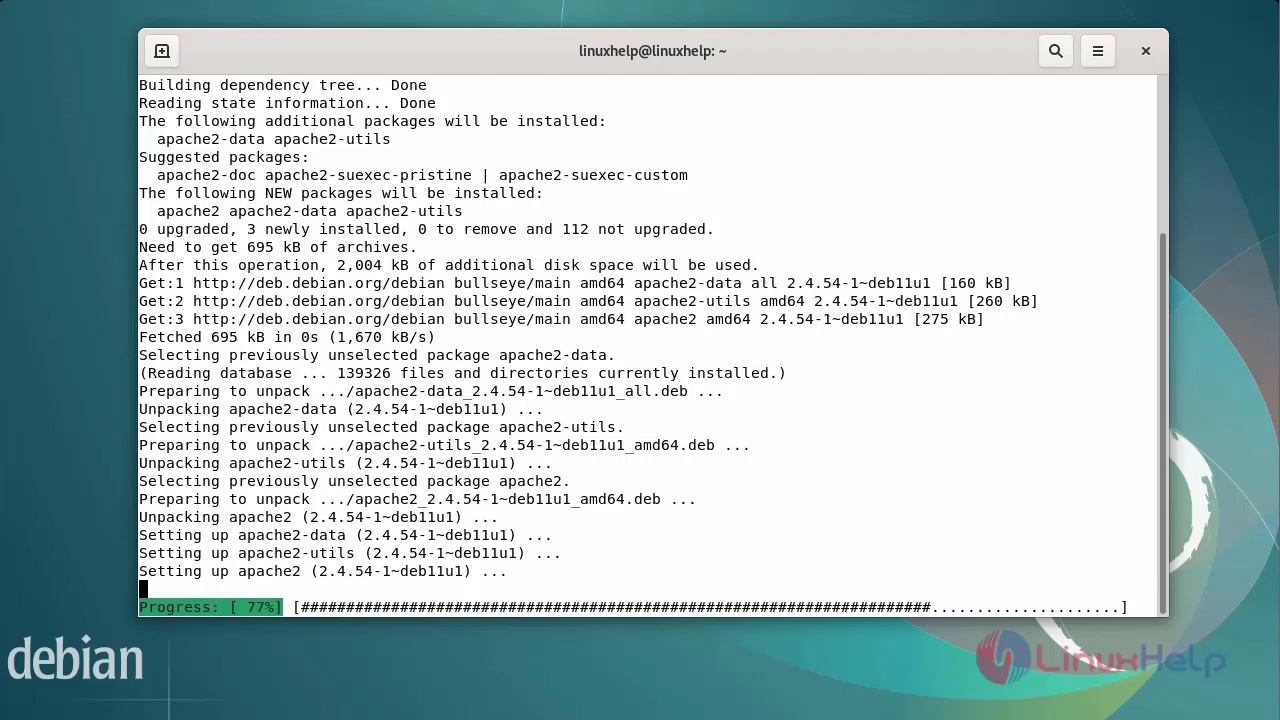 linuxhelp@linuxhelp: ~
Building dependency tree... Done
Reading state information... Done
The following additional packages will be installed:
  apache2-data apache2-utils
Suggested packages:
  apache2-doc apache2-suexec-pristine | apache2-suexec-custom
The following NEW packages will be installed:
  apache2 apache2-data apache2-utils
0 upgraded, 3 newly installed, 0 to remove and 112 not upgraded.
Need to get 695 kB of archives.
After this operation, 2,004 kB of additional disk space will be used.
Get:1 http://deb.debian.org/debian bullseye/main amd64 apache2-data all 2.4.54-1~deb11u1 [160 kB]
Get:2 http://deb.debian.org/debian bullseye/main amd64 apache2-utils amd64 2.4.54-1~deb11u1 [260 kB]
Get:3 http://deb.debian.org/debian bullseye/main amd64 apache2 amd64 2.4.54-1~deb11u1 [275 kB]
Fetched 695 kB in 0s (1,670 kB/s)
Selecting previously unselected package apache2-data.
(Reading database ... 139326 files and directories currently installed.)
Preparing to unpack .../apache2-data_2.4.54-1~deb11u1_all.deb ...
Unpacking apache2-data (2.4.54-1~deb11u1) ...
Selecting previously unselected package apache2-utils.
Preparing to unpack .../apache2-utils_2.4.54-1~deb11u1_amd64.deb ...
Unpacking apache2-utils (2.4.54-1~deb11u1) ...
Selecting previously unselected package apache2.
Preparing to unpack .../apache2_2.4.54-1~deb11u1_amd64.deb ...
Unpacking apache2 (2.4.54-1~deb11u1) ...
Setting up apache2-data (2.4.54-1~deb11u1) ...
Setting up apache2-utils (2.4.54-1~deb11u1) ...
Setting up apache2 (2.4.54-1~deb11u1) ...
Progress: [ 77%] [######################################################################.....................]
debian
LinuxHelp